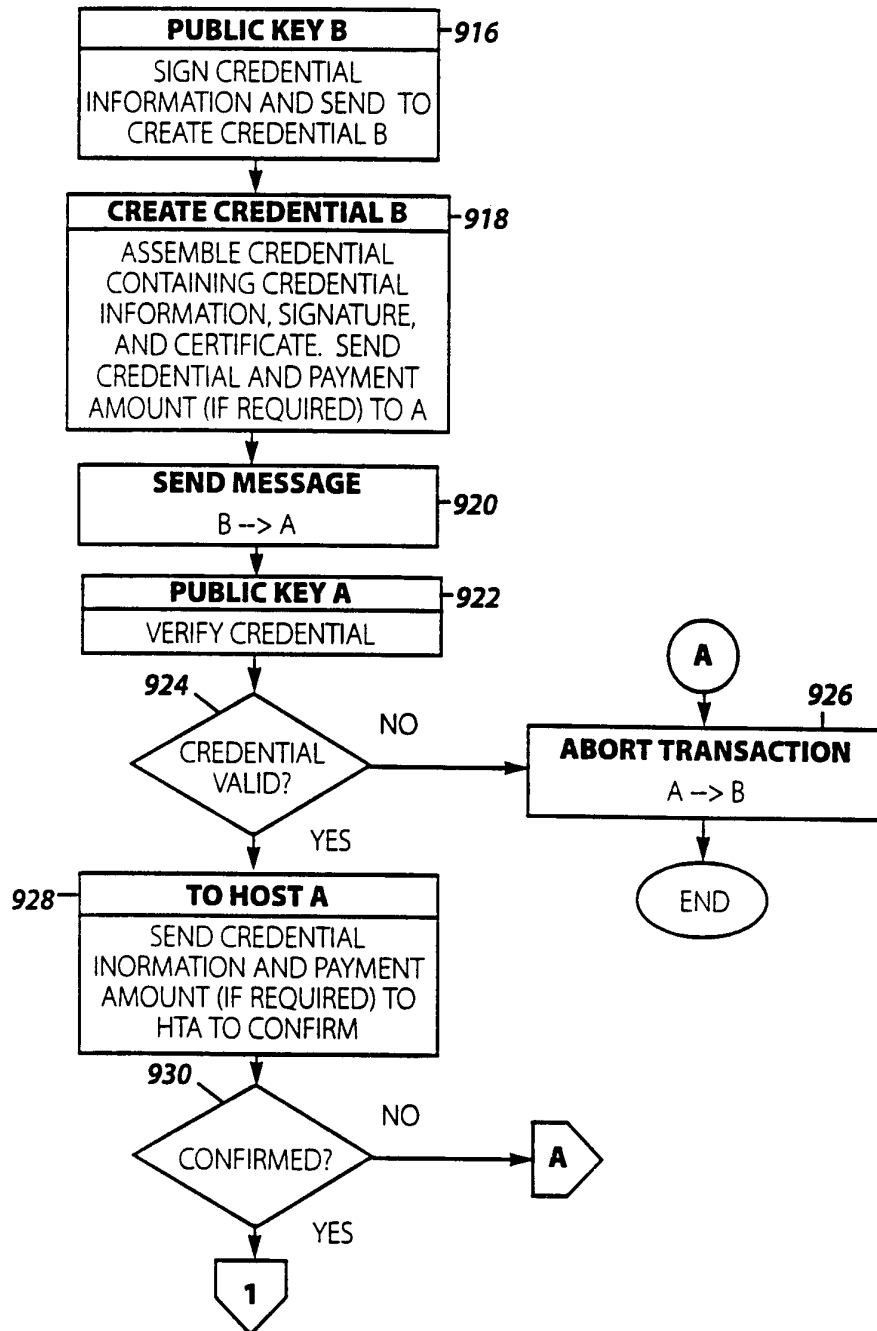 PUBLIC KEY B
916
SIGN CREDENTIAL
INFORMATION AND SEND TO
CREATE CREDENTIAL B
CREATE CREDENTIAL B
918
ASSEMBLE CREDENTIAL
CONTAINING CREDENTIAL
INFORMATION, SIGNATURE,
AND CERTIFICATE. SEND
CREDENTIAL AND PAYMENT
AMOUNT (IF REQUIRED) TO A
SEND MESSAGE
920
B --> A
PUBLIC KEY A
922
VERIFY CREDENTIAL
924
CREDENTIAL
VALID?
NO
YES
A
926
ABORT TRANSACTION
A --> B
END
928
TO HOST A
SEND CREDENTIAL
INORMATION AND PAYMENT
AMOUNT (IF REQUIRED) TO
HTA TO CONFIRM
930
CONFIRMED?
NO
A
YES
1